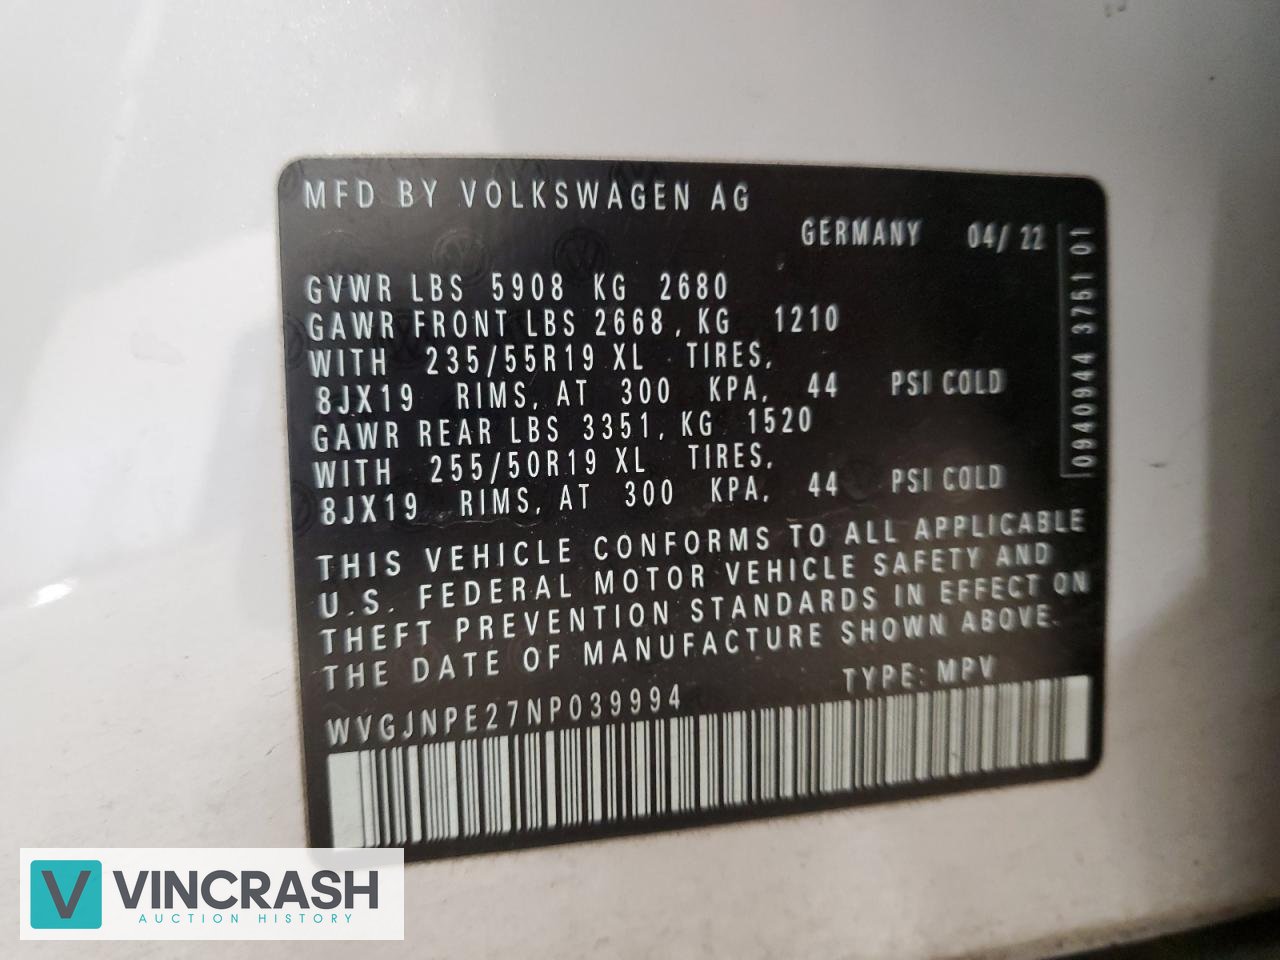 MFD BY VOLKSWAGEN AG
GERMANY 04/ 22
GVWR LBS 5908 KG 2680
GAWR FRONT LBS 2668, KG 1210
WITH 235/55R19 XL TIRES,
8JX19 RIMS, AT 300 KPA, 44 PSI COLD
GAWR REAR LBS 3351, KG 1520
WITH 255/50R19 XL TIRES,
8JX19 RIMS, AT 300 KPA, 44 PSI COLD
THIS VEHICLE CONFORMS TO ALL APPLICABLE
U.S. FEDERAL MOTOR VEHICLE SAFETY AND
THEFT PREVENTION STANDARDS IN EFFECT ON
THE DATE OF MANUFACTURE SHOWN ABOVE.
WVGJNPE27NP039994 TYPE: MPV
090944 3751 01
V VINCRASH
AUCTION HISTORY